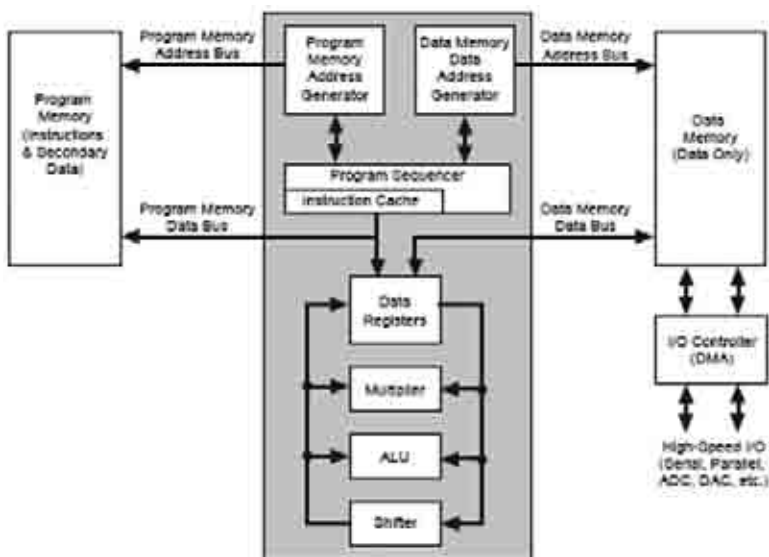 Program Memory
Address Bus
Program
Memory
Address
Generator
Data Memory
Data
Address
Generator
Data Memory
Address Bus
Program
Memory
(Instructions
& Secondary
Data)
Data
Memory
(Data Only)
Program Sequencer
Instruction Cache
Program Memory
Data Bus
Data Memory
Data Bus
Data
Registers
Multiplier
ALU
Shifter
I/O Controller
(DMA)
High-Speed I/O
(Serial, Parallel,
ADC, DAC, etc.)